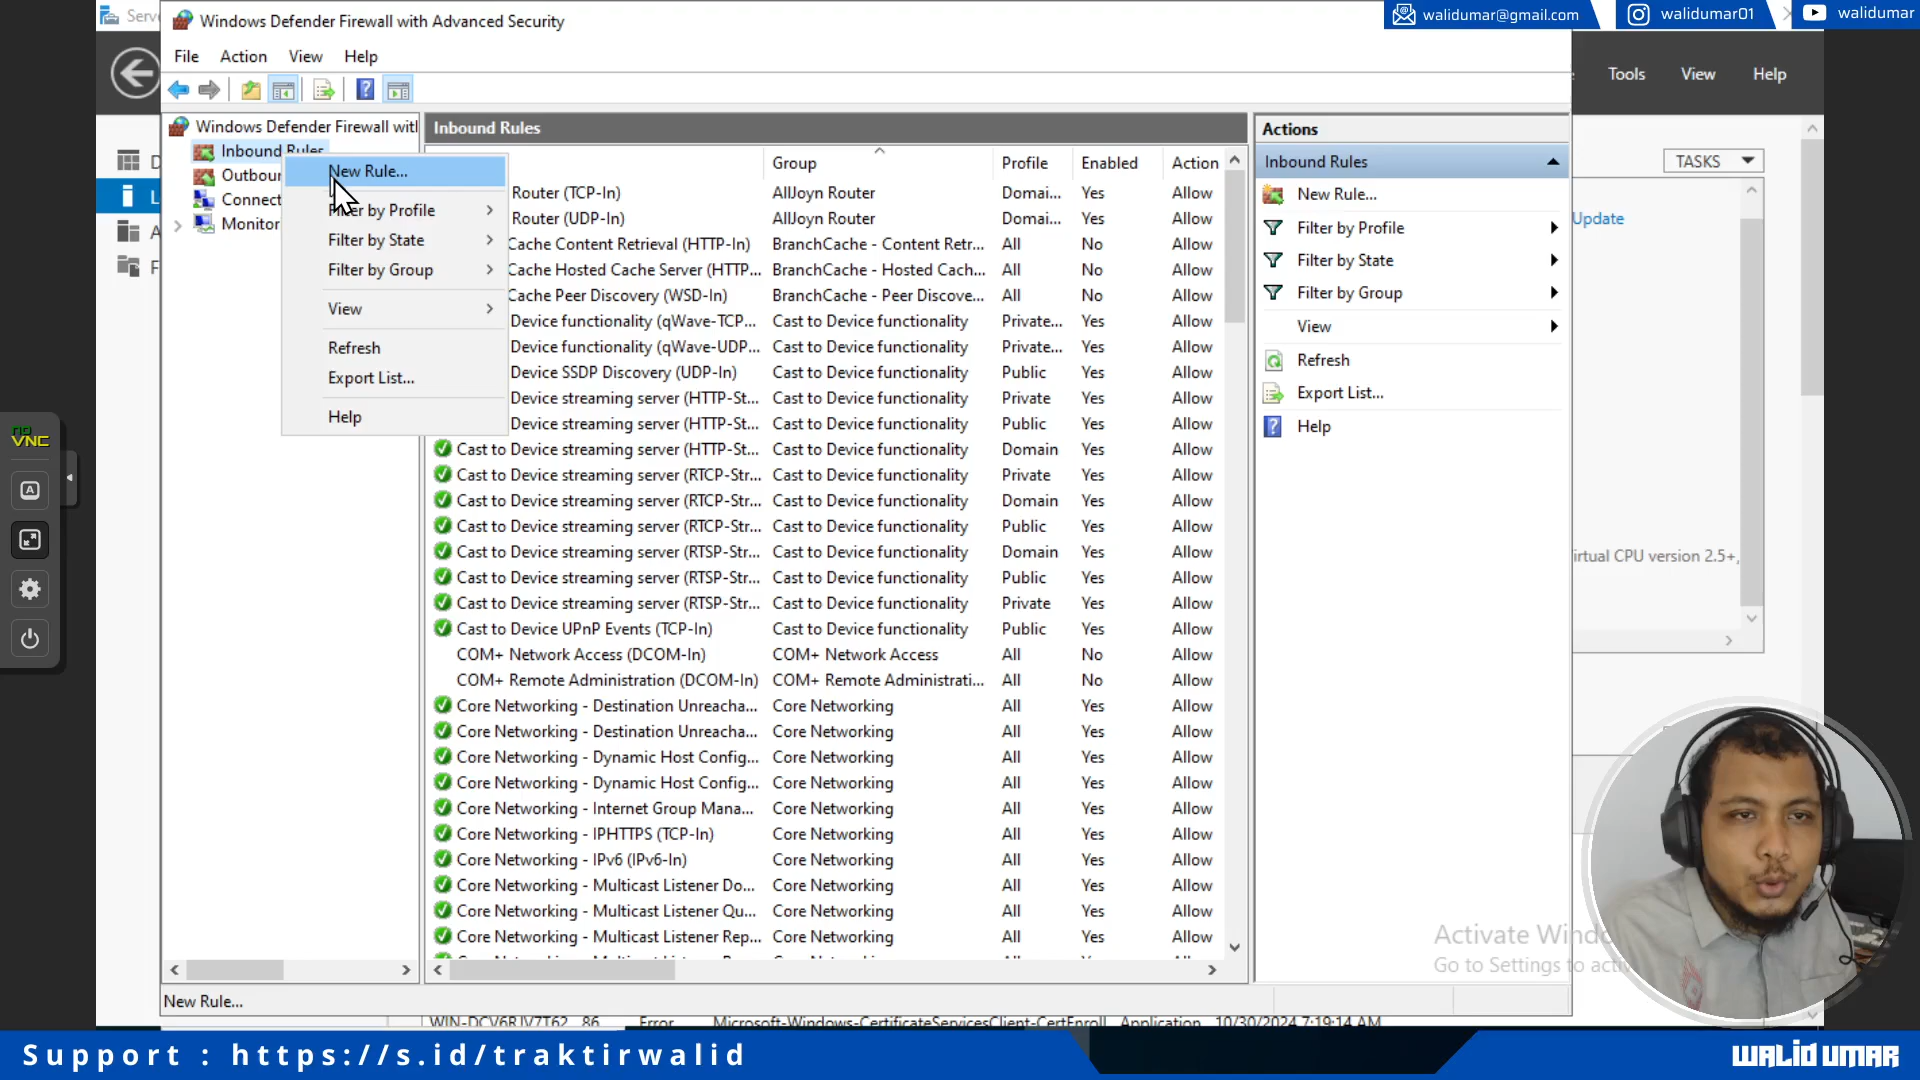 Serv
Windows Defender Firewall with Advanced Security
walidumar@gmail.com
walidumar01
walidumar
File Action View Help
Tools View Help
Windows Defender Firewall witl
Inbound Rules
Outbour
Connect
Monitor
New Rule...
Filter by Profile
Filter by State
Filter by Group
View
Refresh
Export List...
Help
Inbound Rules
Group Profile Enabled Action
Router (TCP-In) AllJoyn Router Domai... Yes Allow
Router (UDP-In) AllJoyn Router Domai... Yes Allow
Cache Content Retrieval (HTTP-In) BranchCache - Content Retr... All No Allow
Cache Hosted Cache Server (HTTP... BranchCache - Hosted Cach... All No Allow
Cache Peer Discovery (WSD-In) BranchCache - Peer Discove... All No Allow
Device functionality (qWave-TCP... Cast to Device functionality Private... Yes Allow
Device functionality (qWave-UDP... Cast to Device functionality Private... Yes Allow
Device SSDP Discovery (UDP-In) Cast to Device functionality Public Yes Allow
Device streaming server (HTTP-St... Cast to Device functionality Private Yes Allow
Device streaming server (HTTP-St... Cast to Device functionality Public Yes Allow
Cast to Device streaming server (HTTP-St... Cast to Device functionality Domain Yes Allow
Cast to Device streaming server (RTCP-Str... Cast to Device functionality Private Yes Allow
Cast to Device streaming server (RTCP-Str... Cast to Device functionality Domain Yes Allow
Cast to Device streaming server (RTCP-Str... Cast to Device functionality Public Yes Allow
Cast to Device streaming server (RTSP-Str... Cast to Device functionality Domain Yes Allow
Cast to Device streaming server (RTSP-Str... Cast to Device functionality Public Yes Allow
Cast to Device streaming server (RTSP-Str... Cast to Device functionality Private Yes Allow
Cast to Device UPnP Events (TCP-In) Cast to Device functionality Public Yes Allow
COM+ Network Access (DCOM-In) COM+ Network Access All No Allow
COM+ Remote Administration (DCOM-In) COM+ Remote Administrati... All No Allow
Core Networking - Destination Unreacha... Core Networking All Yes Allow
Core Networking - Destination Unreacha... Core Networking All Yes Allow
Core Networking - Dynamic Host Config... Core Networking All Yes Allow
Core Networking - Dynamic Host Config... Core Networking All Yes Allow
Core Networking - Internet Group Mana... Core Networking All Yes Allow
Core Networking - IPHTTPS (TCP-In) Core Networking All Yes Allow
Core Networking - IPv6 (IPv6-In) Core Networking All Yes Allow
Core Networking - Multicast Listener Do... Core Networking All Yes Allow
Core Networking - Multicast Listener Qu... Core Networking All Yes Allow
Core Networking - Multicast Listener Rep... Core Networking All Yes Allow
Actions
Inbound Rules
New Rule...
Filter by Profile
Filter by State
Filter by Group
View
Refresh
Export List...
Help
TASKS
Update
irtual CPU version 2.5+,
no
VNC
A
Activate Windo
Go to Settings to acti
New Rule...
WIN-DCV6RJV7T62 86 Error Microsoft-Windows-CertificateServicesClient-CertEnroll Application 10/30/2024 7:19:14 AM
Support : https://s.id/traktirwalid
WALID UMAR